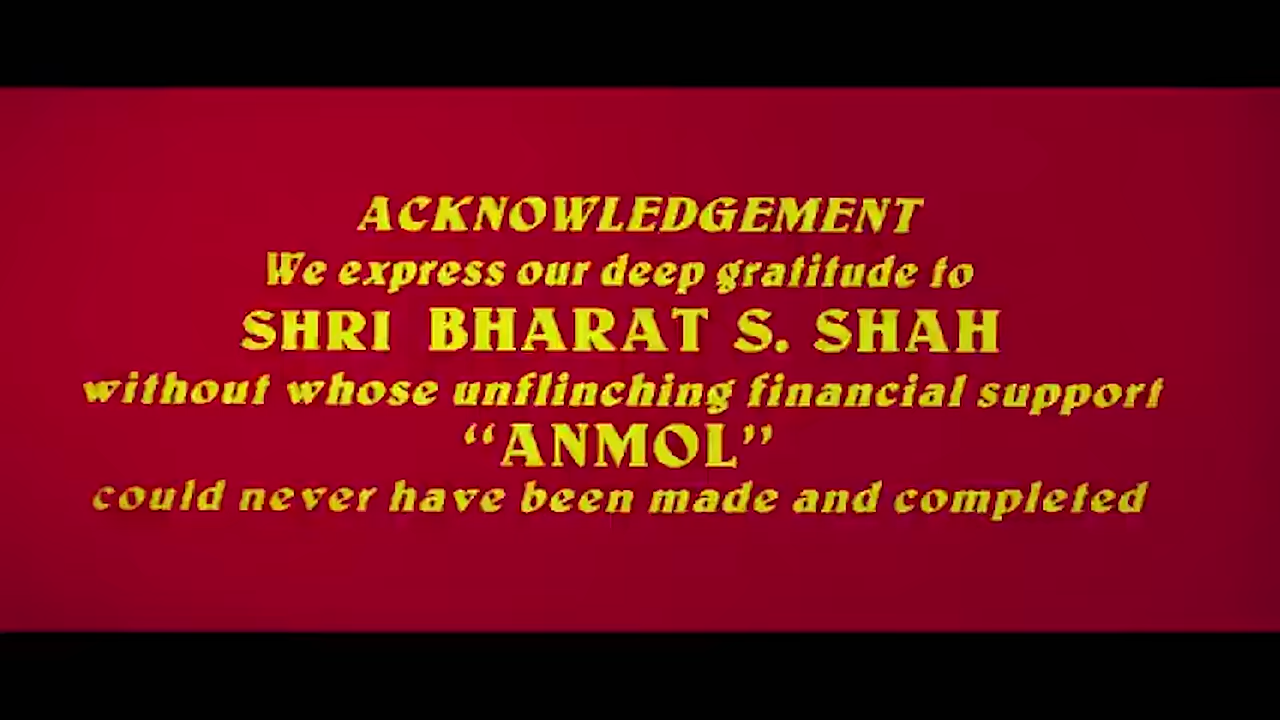 ACKNOWLEDGEMENT
We express our deep gratitude to
SHRI BHARAT S. SHAH
without whose unflinching financial support
“ANMOL”
could never have been made and completed